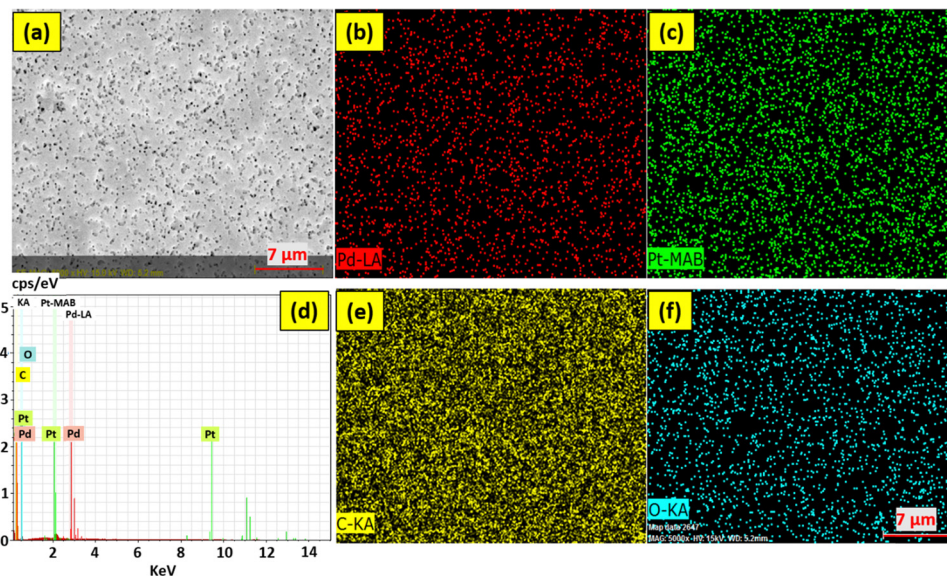 (a)
7 μm
(b)
Pd-LA
(c)
Pt-MAB
cps/eV
(d)
KA Pt-MAB
Pd-LA
5
4
3
2
1
0
O
C
Pt
Pd
Pt
Pd
Pt
2 4 6 8 10 12 14
KeV
(e)
C-KA
(f)
O-KA
Map data 2647
MAG: 5000x HV: 15kV WD: 5.2mm
7 μm